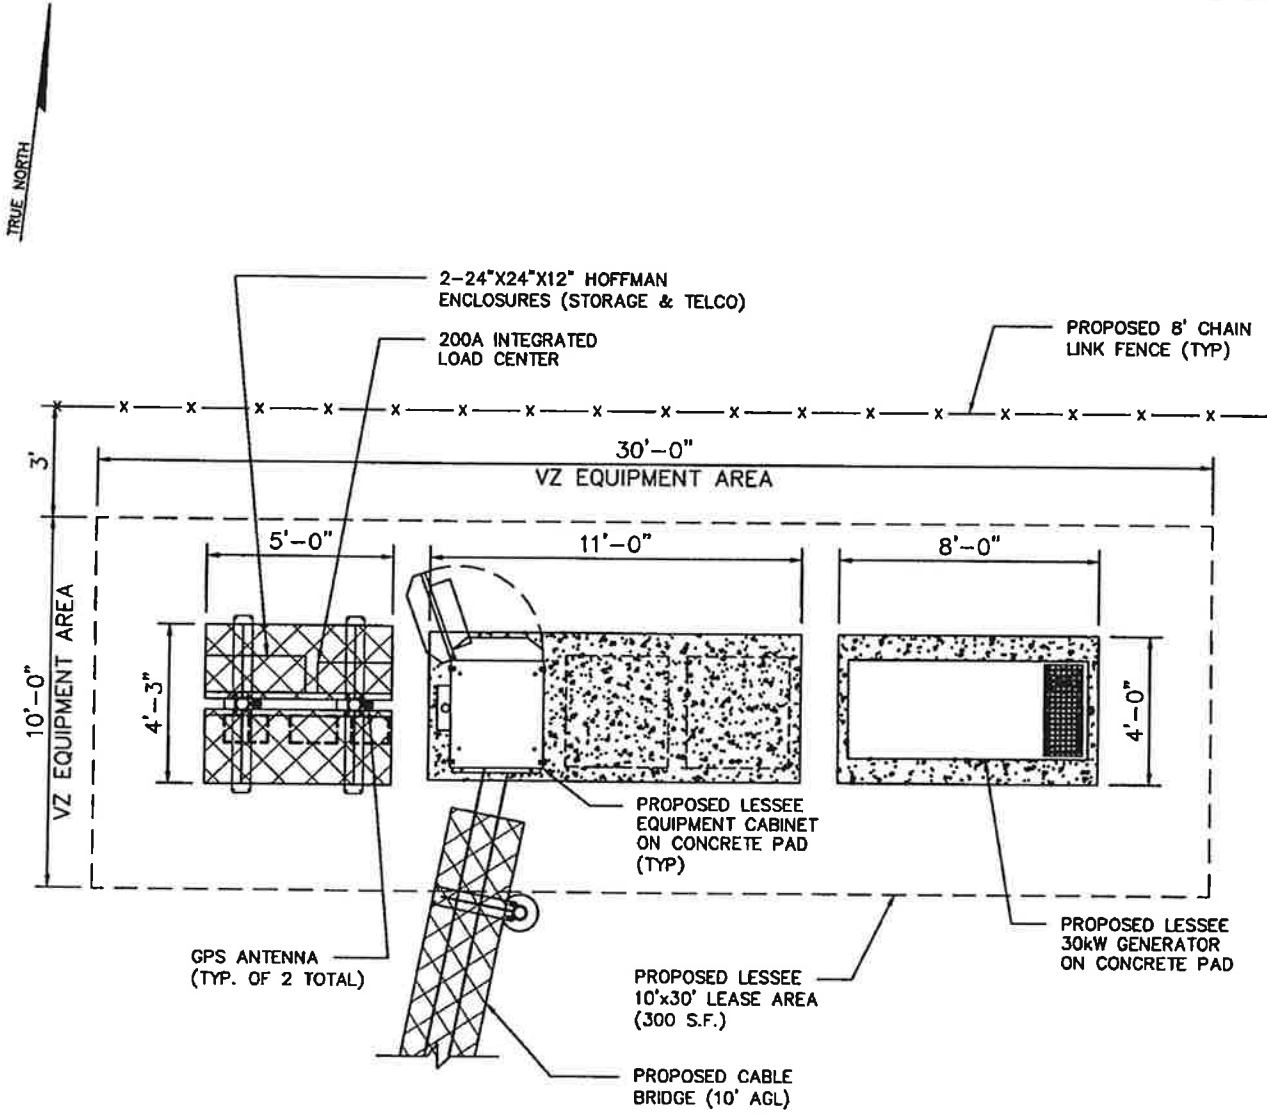 TRUE NORTH
2-24"X24"X12" HOFFMAN
ENCLOSURES (STORAGE & TELCO)
200A INTEGRATED
LOAD CENTER
PROPOSED 8' CHAIN
LINK FENCE (TYP)
X X X X X X X X X X X X X X X X X X
3'
30'-0"
VZ EQUIPMENT AREA
5'-0"
11'-0"
8'-0"
10'-0"
VZ EQUIPMENT AREA
4'-3"
4'-0"
PROPOSED LESSEE
EQUIPMENT CABINET
ON CONCRETE PAD
(TYP)
GPS ANTENNA
(TYP. OF 2 TOTAL)
PROPOSED LESSEE
10'x30' LEASE AREA
(300 S.F.)
PROPOSED LESSEE
30kW GENERATOR
ON CONCRETE PAD
PROPOSED CABLE
BRIDGE (10' AGL)